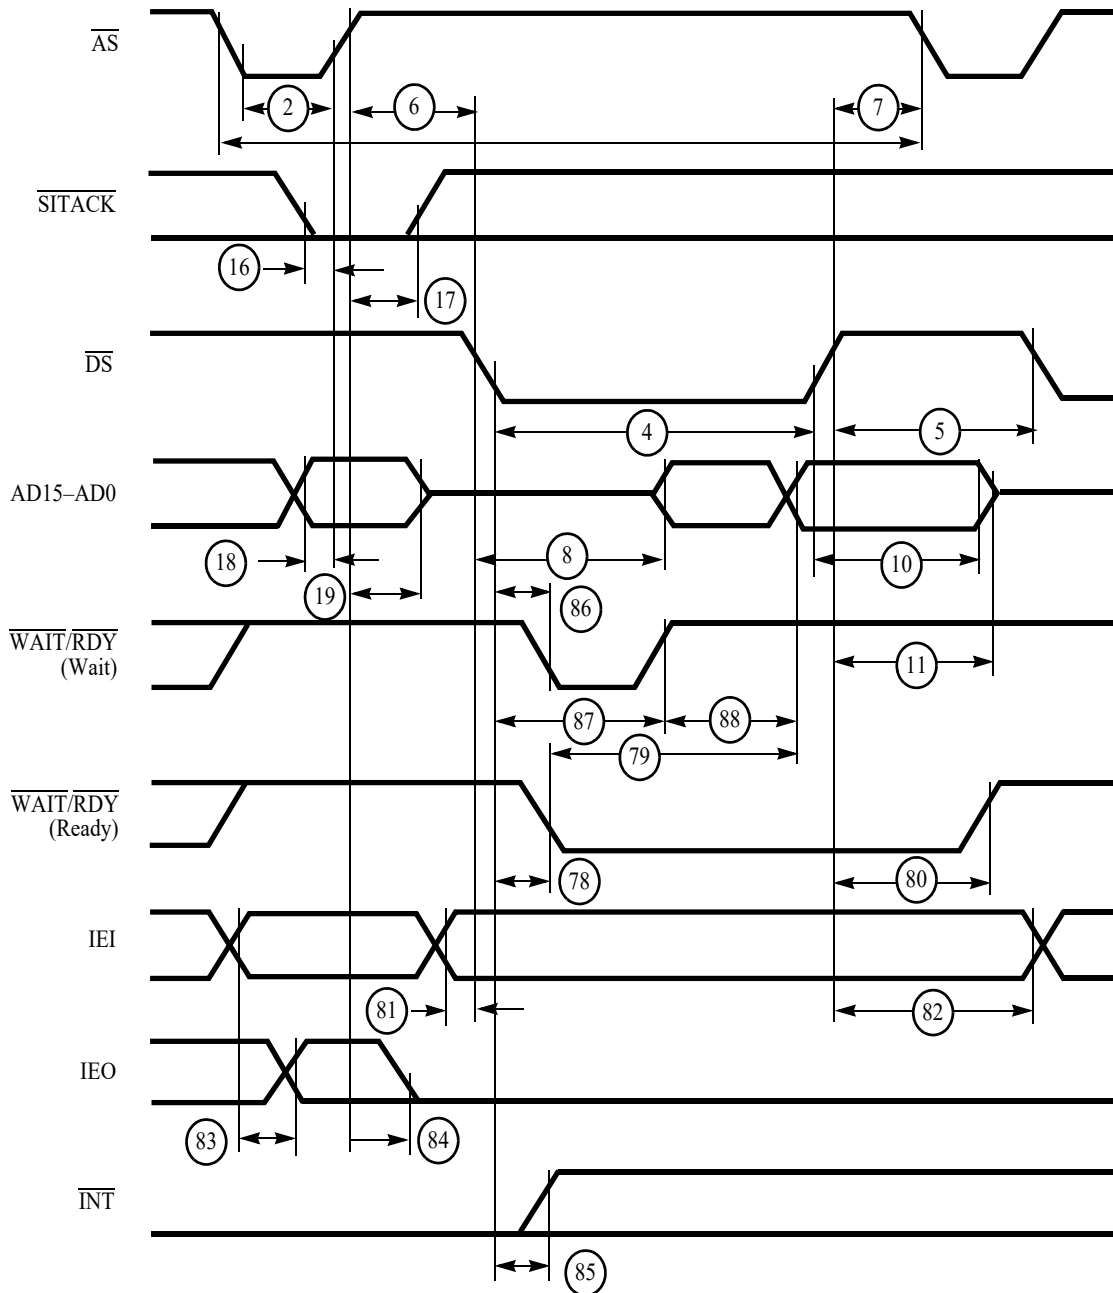 AS
2
6
7
SITACK
16
17
DS
4
5
AD15–AD0
18
8
10
19
86
WAIT/RDY
(Wait)
11
87
88
79
WAIT/RDY
(Ready)
78
80
IEI
81
82
IEO
83
84
INT
85